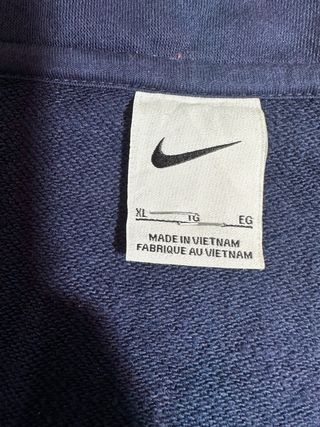 XL TG EG
MADE IN VIETNAM
FABRIQUE AU VIETNAM